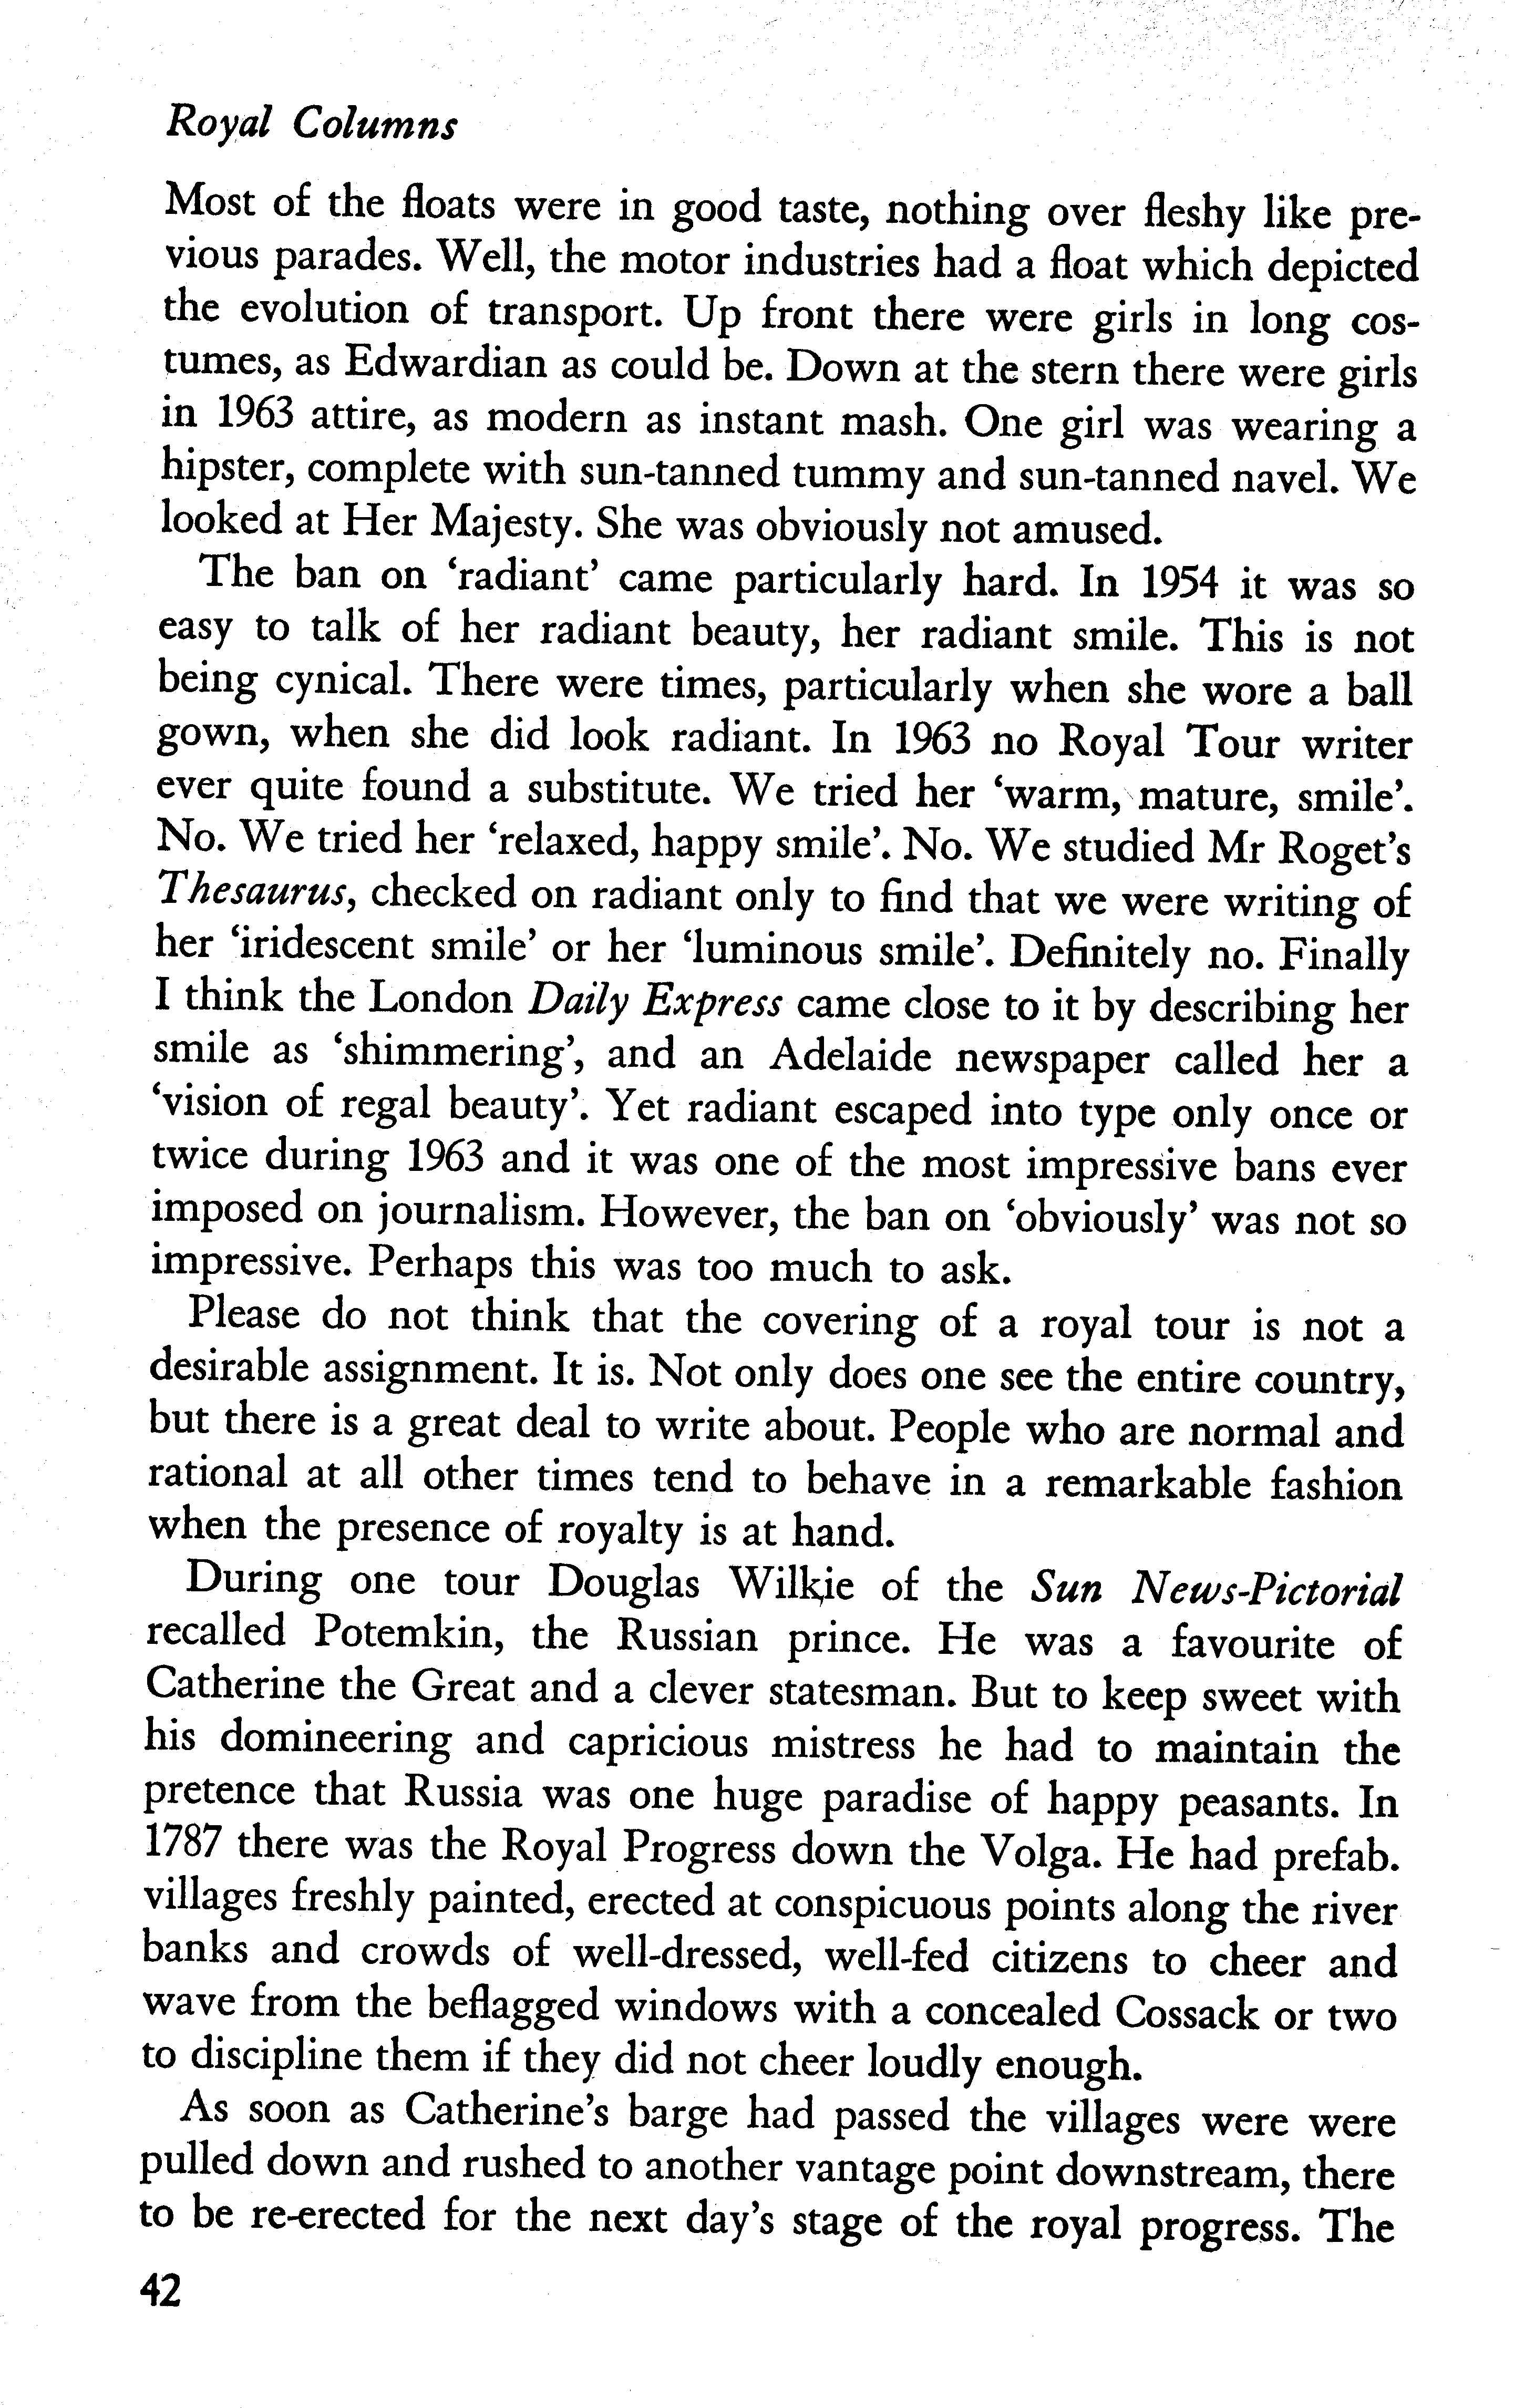 Royal Columns
Most of the floats were in good taste, nothing over fleshy like pre-
vious parades. Well, the motor industries had a float which depicted
the evolution of transport. Up front there were girls in long cos-
tumes, as Edwardian as could be. Down at the stern there were girls
in 1963 attire, as modern as instant mash. One girl was wearing a
hipster, complete with sun-tanned tummy and sun-tanned navel. We
looked at Her Majesty. She was obviously not amused.
The ban on ‘radiant’ came particularly hard. In 1954 it was so
easy to talk of her radiant beauty, her radiant smile. This is not
being cynical. There were times, particularly when she wore a ball
gown, when she did look radiant. In 1963 no Royal Tour writer
ever quite found a substitute. We tried her ‘warm, mature, smile’.
No. We tried her ‘relaxed, happy smile’. No. We studied Mr Roget’s
Thesaurus, checked on radiant only to find that we were writing of
her ‘iridescent smile’ or her ‘luminous smile’. Definitely no. Finally
I think the London Daily Express came close to it by describing her
smile as ‘shimmering’, and an Adelaide newspaper called her a
‘vision of regal beauty’. Yet radiant escaped into type only once or
twice during 1963 and it was one of the most impressive bans ever
imposed on journalism. However, the ban on ‘obviously’ was not so
impressive. Perhaps this was too much to ask.
Please do not think that the covering of a royal tour is not a
desirable assignment. It is. Not only does one see the entire country,
but there is a great deal to write about. People who are normal and
rational at all other times tend to behave in a remarkable fashion
when the presence of royalty is at hand.
During one tour Douglas Wilkie of the Sun News-Pictorial
recalled Potemkin, the Russian prince. He was a favourite of
Catherine the Great and a clever statesman. But to keep sweet with
his domineering and capricious mistress he had to maintain the
pretence that Russia was one huge paradise of happy peasants. In
1787 there was the Royal Progress down the Volga. He had prefab.
villages freshly painted, erected at conspicuous points along the river
banks and crowds of well-dressed, well-fed citizens to cheer and
wave from the beflagged windows with a concealed Cossack or two
to discipline them if they did not cheer loudly enough.
As soon as Catherine’s barge had passed the villages were were
pulled down and rushed to another vantage point downstream, there
to be re-erected for the next day’s stage of the royal progress. The
42